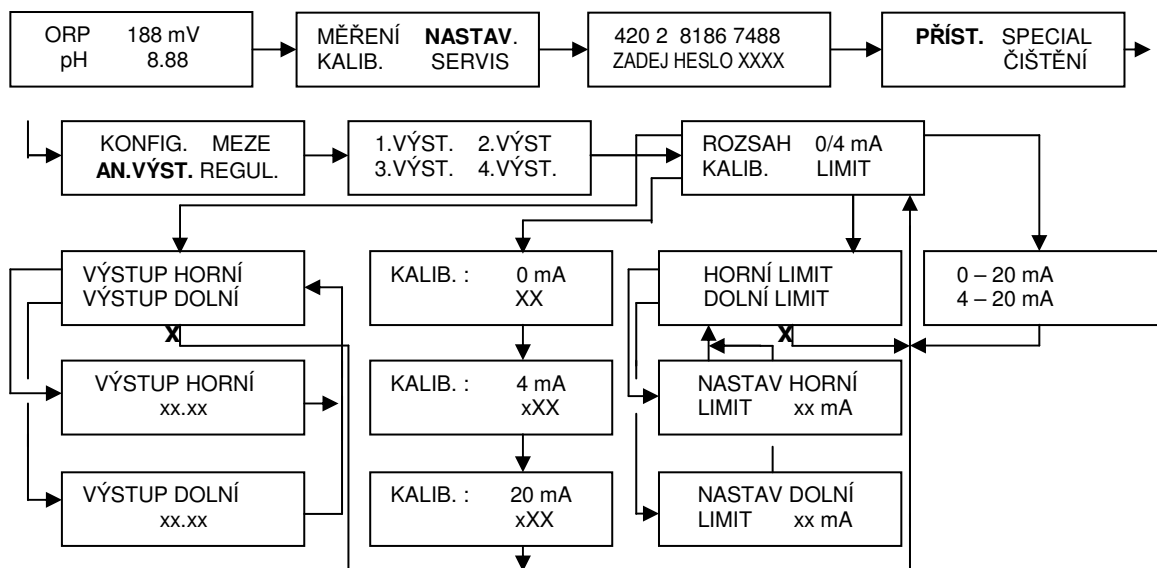 ORP 188 mV
pH 8.88
MĚŘENÍ NASTAV.
KALIB. SERVIS
420 2 8186 7488
ZADEJ HESLO XXXX
PŘÍST. SPECIAL
ČIŠTĚNÍ
KONFIG. MEZE
AN.VÝST. REGUL.
1.VÝST. 2.VÝST
3.VÝST. 4.VÝST.
ROZSAH 0/4 mA
KALIB. LIMIT
VÝSTUP HORNÍ
VÝSTUP DOLNÍ
X
KALIB. : 0 mA
XX
HORNÍ LIMIT
DOLNÍ LIMIT
X
0 – 20 mA
4 – 20 mA
VÝSTUP HORNÍ
xx.xx
KALIB. : 4 mA
xXX
NASTAV HORNÍ
LIMIT xx mA
VÝSTUP DOLNÍ
xx.xx
KALIB. : 20 mA
xXX
NASTAV DOLNÍ
LIMIT xx mA